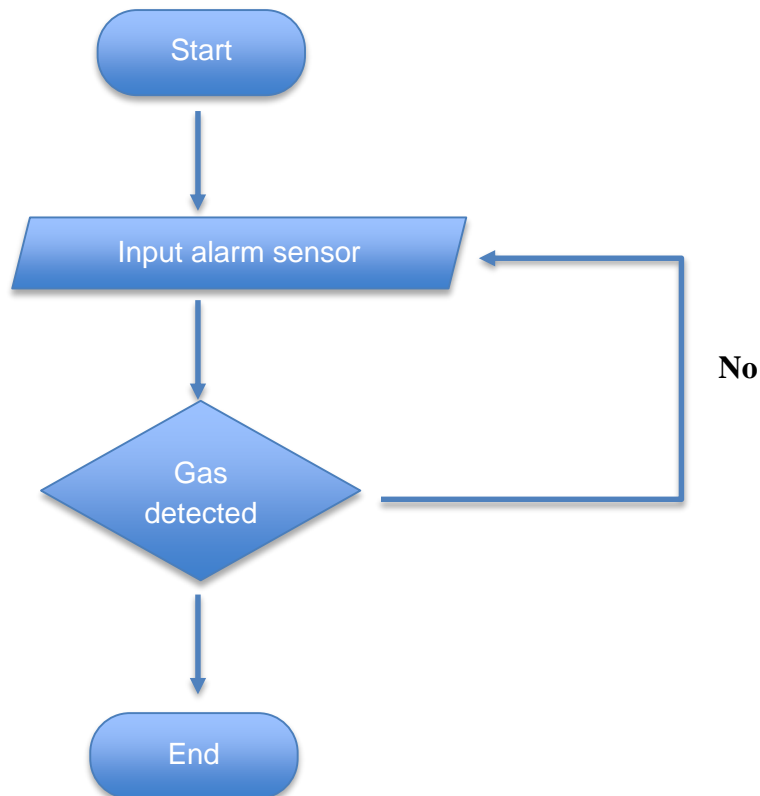 Start
Input alarm sensor
No
Gas
detected
End